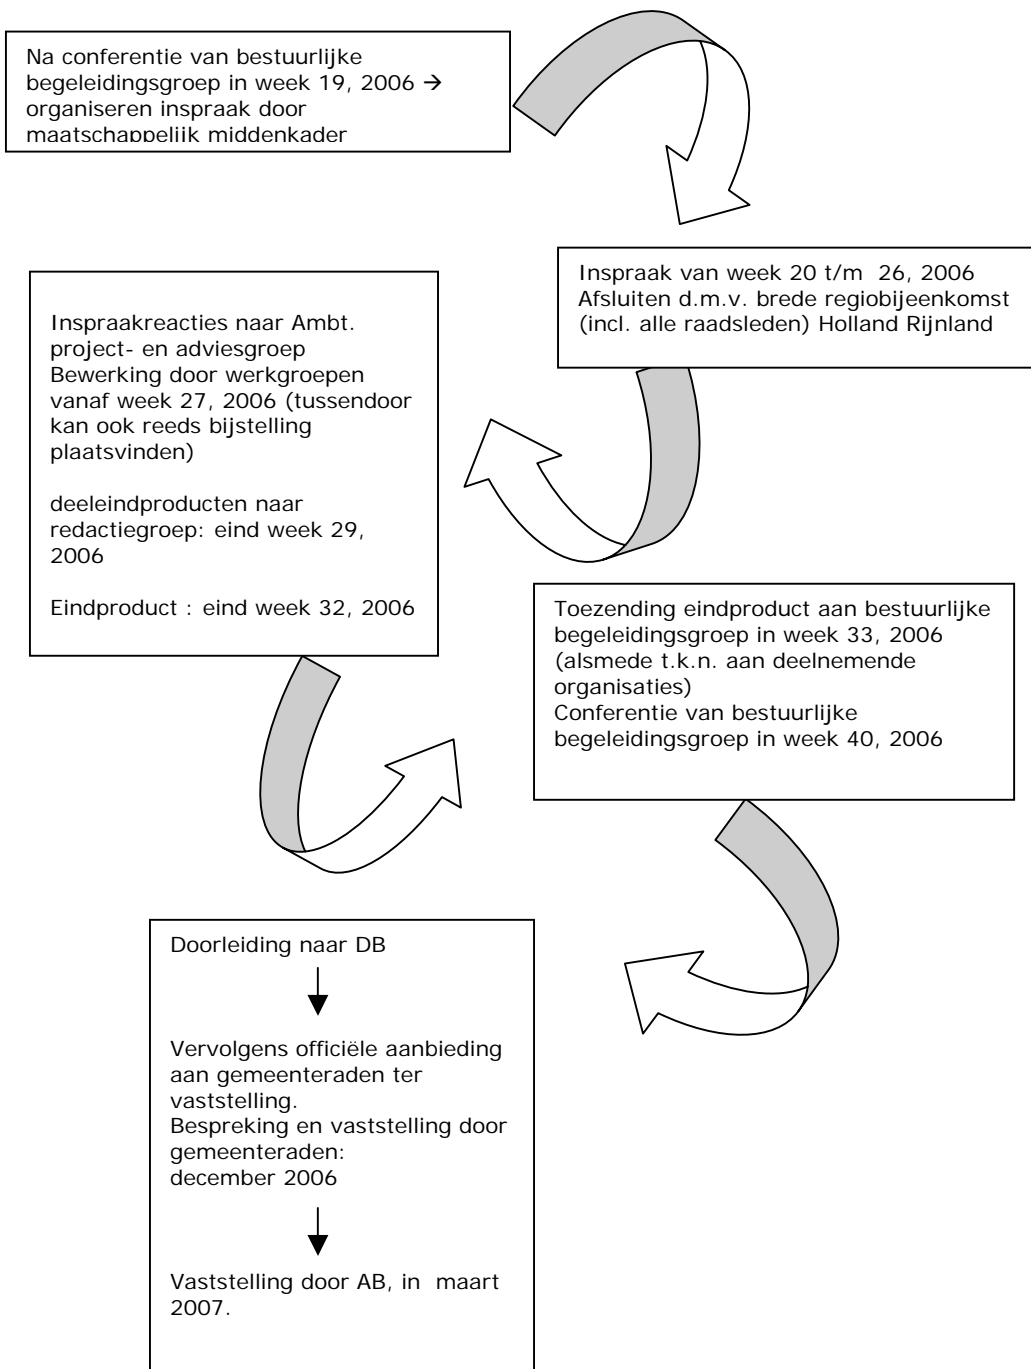 Na conferentie van bestuurlijke
begeleidingsgroep in week 19, 2006 →
organiseren inspraak door
maatschappelijk middenkader
Inspraak van week 20 t/m  26, 2006
Afsluiten d.m.v. brede regiobijeenkomst
(incl. alle raadsleden) Holland Rijnland
Inspraakreacties naar Ambt.
project- en adviesgroep
Bewerking door werkgroepen
vanaf week 27, 2006 (tussendoor
kan ook reeds bijstelling
plaatsvinden)
deeleindproducten naar
redactiegroep: eind week 29,
2006
Eindproduct : eind week 32, 2006
Toezending eindproduct aan bestuurlijke
begeleidingsgroep in week 33, 2006
(alsmede t.k.n. aan deelnemende
organisaties)
Conferentie van bestuurlijke
begeleidingsgroep in week 40, 2006
Doorleiding naar DB
Vervolgens officiële aanbieding
aan gemeenteraden ter
vaststelling.
Bespreking en vaststelling door
gemeenteraden:
december 2006
Vaststelling door AB, in  maart
2007.